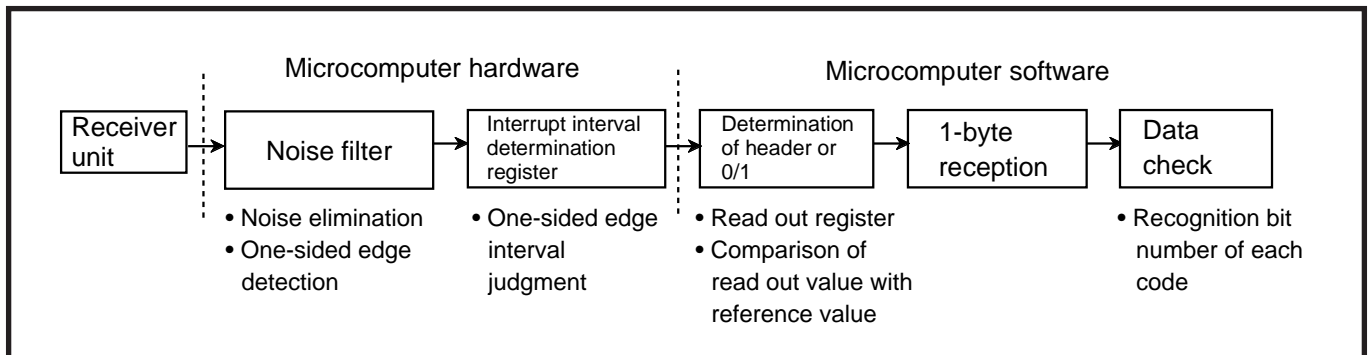 Microcomputer hardware
Microcomputer software
Receiver
unit
Noise filter
Interrupt interval
determination
register
Determination
of header or
0/1
1-byte
reception
Data
check
• Noise elimination
• One-sided edge
detection
• One-sided edge
interval
judgment
• Read out register
• Comparison of
read out value with
reference value
• Recognition bit
number of each
code